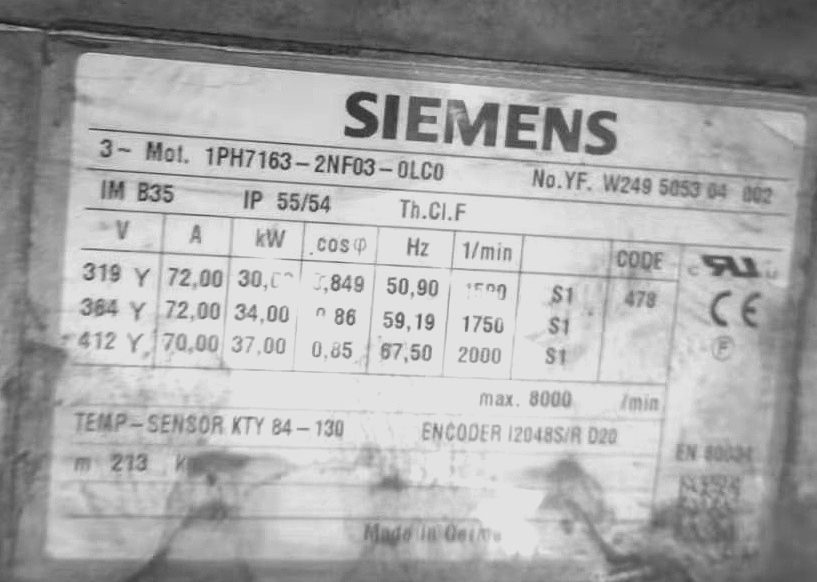 SIEMENS
3~ Mot. 1PH7163-2NF03-0LC0 No.YF. W249 5053 04 002
IM B35 IP 55/54 Th.Cl.F
V A kW cosφ Hz 1/min CODE
319 Y 72,00 50,90 S1 478
364 Y 72,00 34,00 59,19 1750 S1
412 Y 70,00 37,00 0,85 67,50 2000 S1
CE
max. 8000 /min
TEMP-SENSOR KTY 84-130 ENCODER I2048S/R D20
EN 60034
m 213
Made in